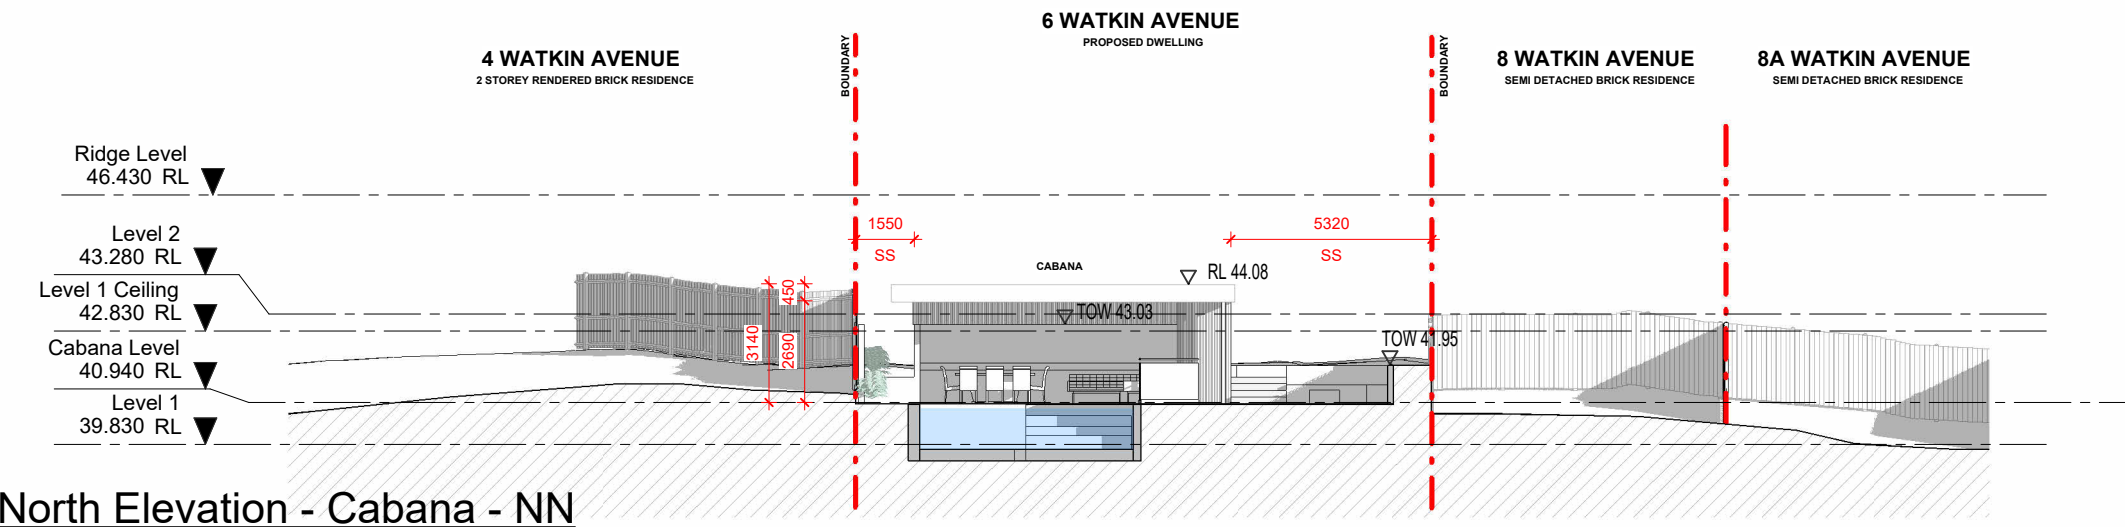 6 WATKIN AVENUE
PROPOSED DWELLING
4 WATKIN AVENUE
2 STOREY RENDERED BRICK RESIDENCE
BOUNDARY
BOUNDARY
8 WATKIN AVENUE
SEMI DETACHED BRICK RESIDENCE
8A WATKIN AVENUE
SEMI DETACHED BRICK RESIDENCE
Ridge Level
46.430 RL
Level 2
43.280 RL
Level 1 Ceiling
42.830 RL
Cabana Level
40.940 RL
Level 1
39.830 RL
1550
SS
5320
SS
CABANA
RL 44.08
TOW 43.03
TOW 41.95
450
3140
2690
North Elevation - Cabana - NN